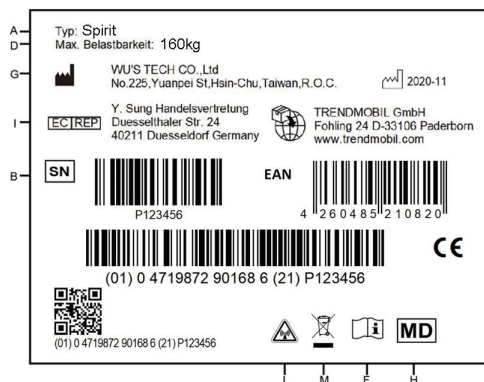 A
Typ: Spirit
D
Max. Belastbarkeit: 160kg
G
WU'S TECH CO.,Ltd
No.225,Yuanpei St,Hsin-Chu,Taiwan,R.O.C.
2020-11
I
EC REP
Y. Sung Handelsvertretung
Duesselthaler Str. 24
40211 Duesseldorf Germany
TRENDMOBIL GmbH
Fohling 24 D-33106 Paderborn
www.trendmobil.com
B
SN
P123456
EAN
4 260485 210820
CE
(01) 0 4719872 90168 6 (21) P123456
(01) 0 4719872 90168 6 (21) P123456
MD
M
H